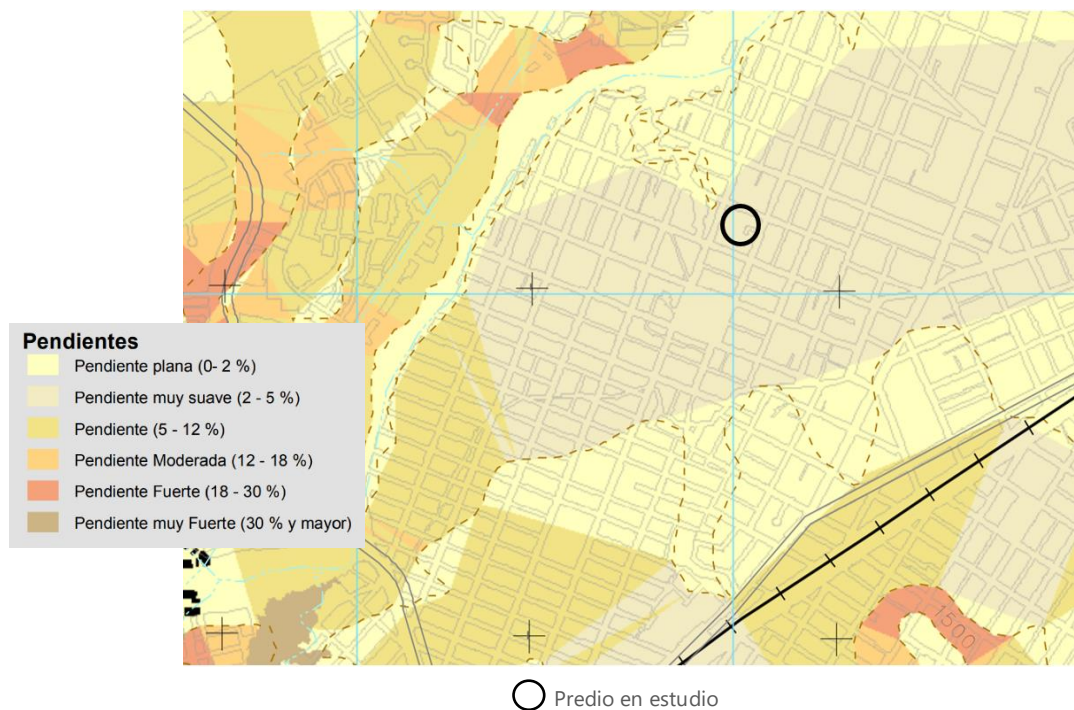 Pendientes
Pendiente plana (0- 2 %)
Pendiente muy suave (2 - 5 %)
Pendiente (5 - 12 %)
Pendiente Moderada (12 - 18 %)
Pendiente Fuerte (18 - 30 %)
Pendiente muy Fuerte (30 % y mayor)
1500
Predio en estudio